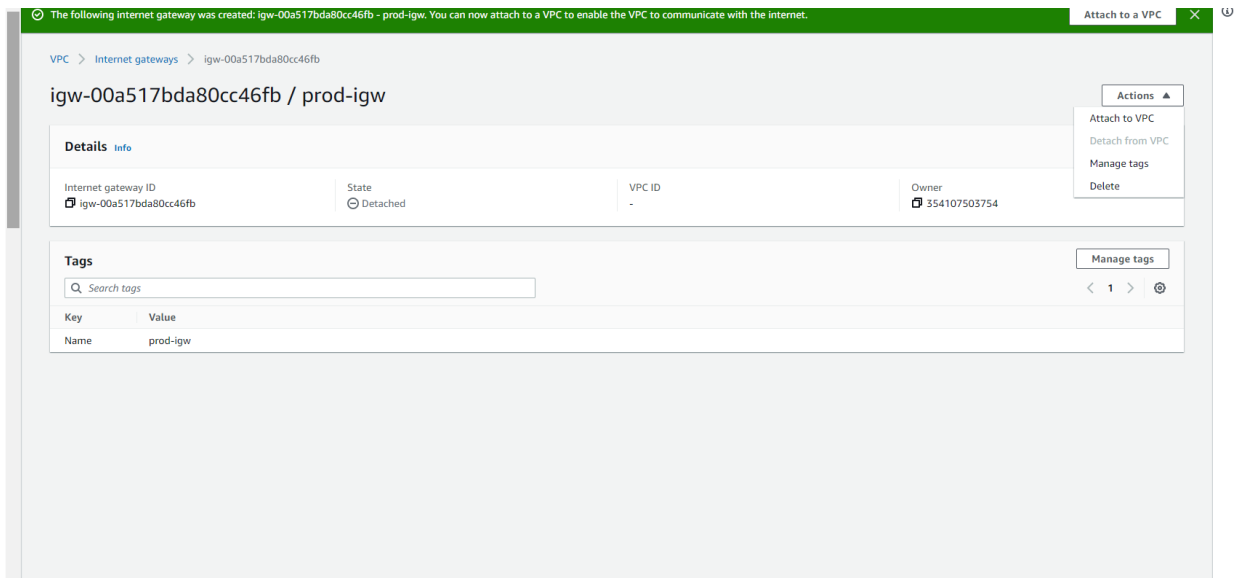 The following internet gateway was created: igw-00a517bda80cc46fb - prod-igw. You can now attach to a VPC to enable the VPC to communicate with the internet. Attach to a VPC
VPC Internet gateways igw-00a517bda80cc46fb
igw-00a517bda80cc46fb / prod-igw
Actions
Attach to VPC
Detach from VPC
Manage tags
Delete
Details Info
Internet gateway ID
igw-00a517bda80cc46fb
State
Detached
VPC ID
-
Owner
354107503754
Tags
Manage tags
Search tags
1
Key Value
Name prod-igw